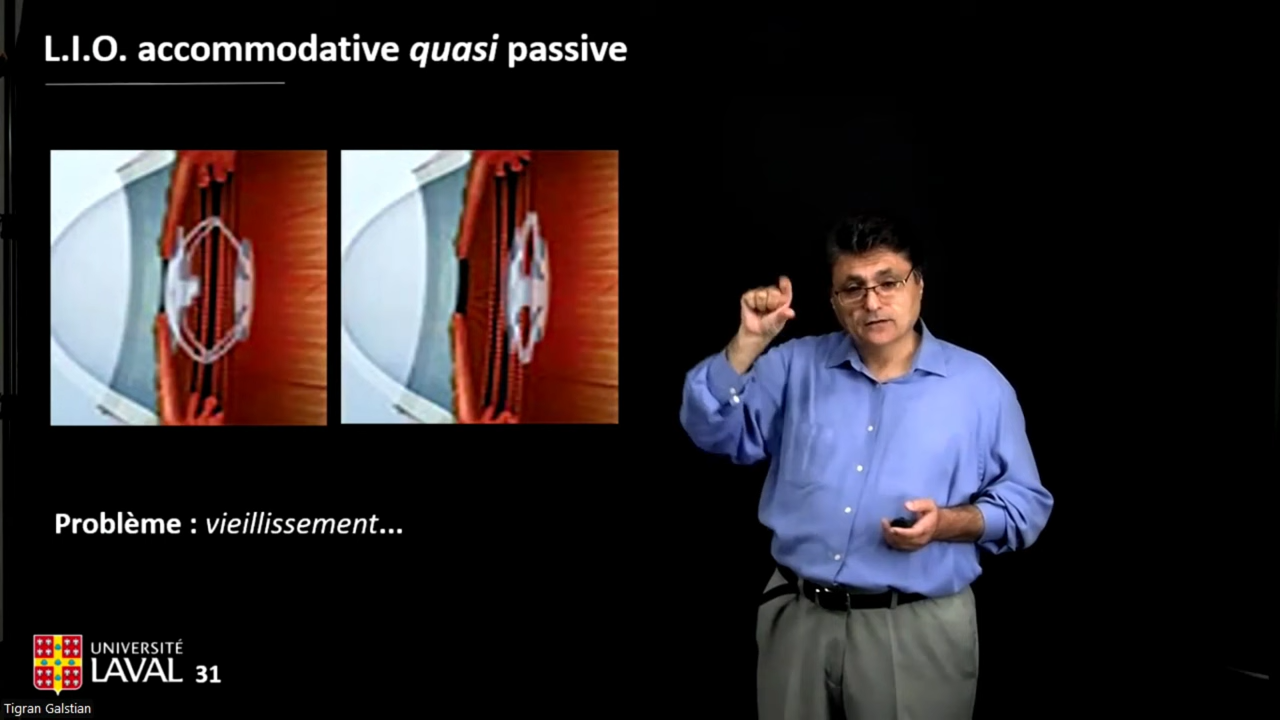 L.I.O. accommodative quasi passive
Problème : vieillissement...
UNIVERSITÉ
LAVAL 31
Tigran Galstian